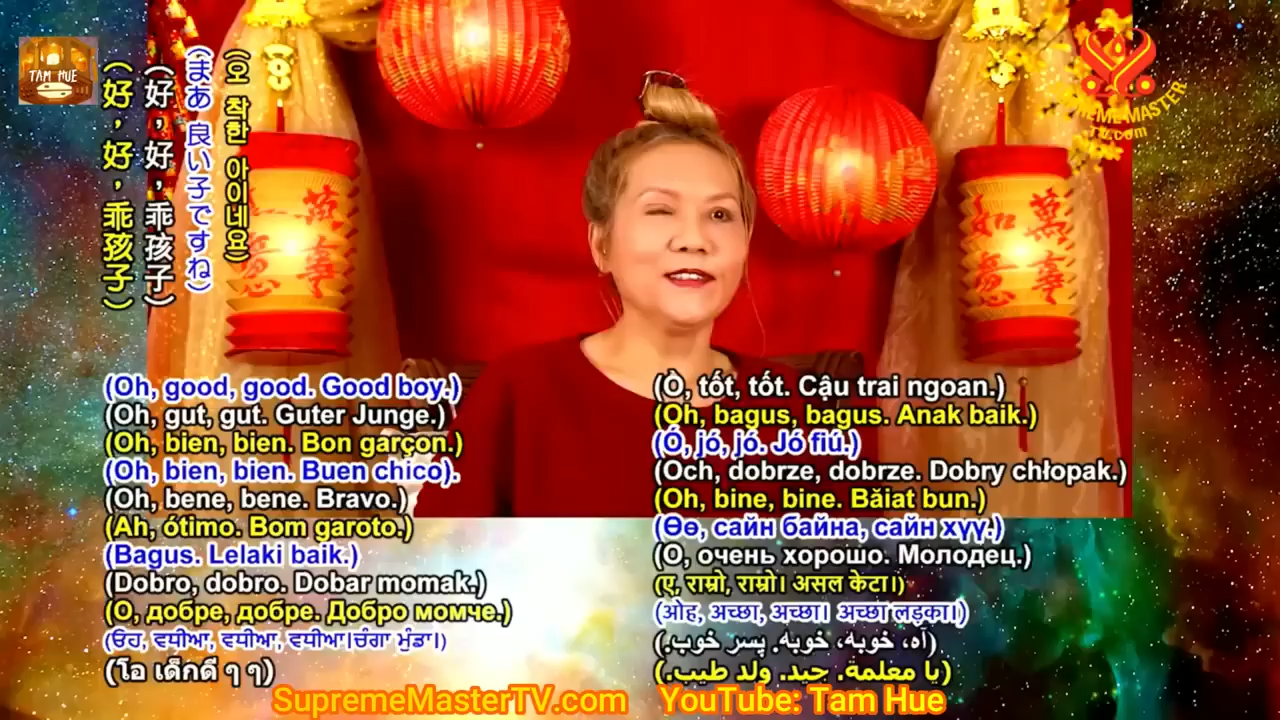 TAM HUE
SUPREME MASTER
TV.com
(오 착한 아이네요)
(まあ 良い子ですね)
(好，好，乖孩子)
(好，好，乖孩子)
萬事
如意
(Oh, good, good. Good boy.)
(Oh, gut, gut. Guter Junge.)
(Oh, bien, bien. Bon garçon.)
(Oh, bien, bien. Buen chico).
(Oh, bene, bene. Bravo.)
(Ah, ótimo. Bom garoto.)
(Bagus. Lelaki baik.)
(Dobro, dobro. Dobar momak.)
(О, добре, добре. Добро момче.)
(ਓਹ, ਵਧੀਆ, ਵਧੀਆ, ਵਧੀਆ।ਚੰਗਾ ਮੁੰਡਾ।)
(โอ เด็กดี ๆ ๆ)
(Ò, tốt, tốt. Cậu trai ngoan.)
(Oh, bagus, bagus. Anak baik.)
(Ó, jó, jó. Jó fiú.)
(Och, dobrze, dobrze. Dobry chłopak.)
(Oh, bine, bine. Băiat bun.)
(Өө, сайн байна, сайн хүү.)
(О, очень хорошо. Молодец.)
(ए, राम्रो, राम्रो। असल केटा।)
(ओह, अच्छा, अच्छा। अच्छा लड़का।)
(آه، خوبه، خوبه. پسر خوب.)
(يا معلمة. جيد. ولد طيب.)
SupremeMasterTV.com YouTube: Tam Hue